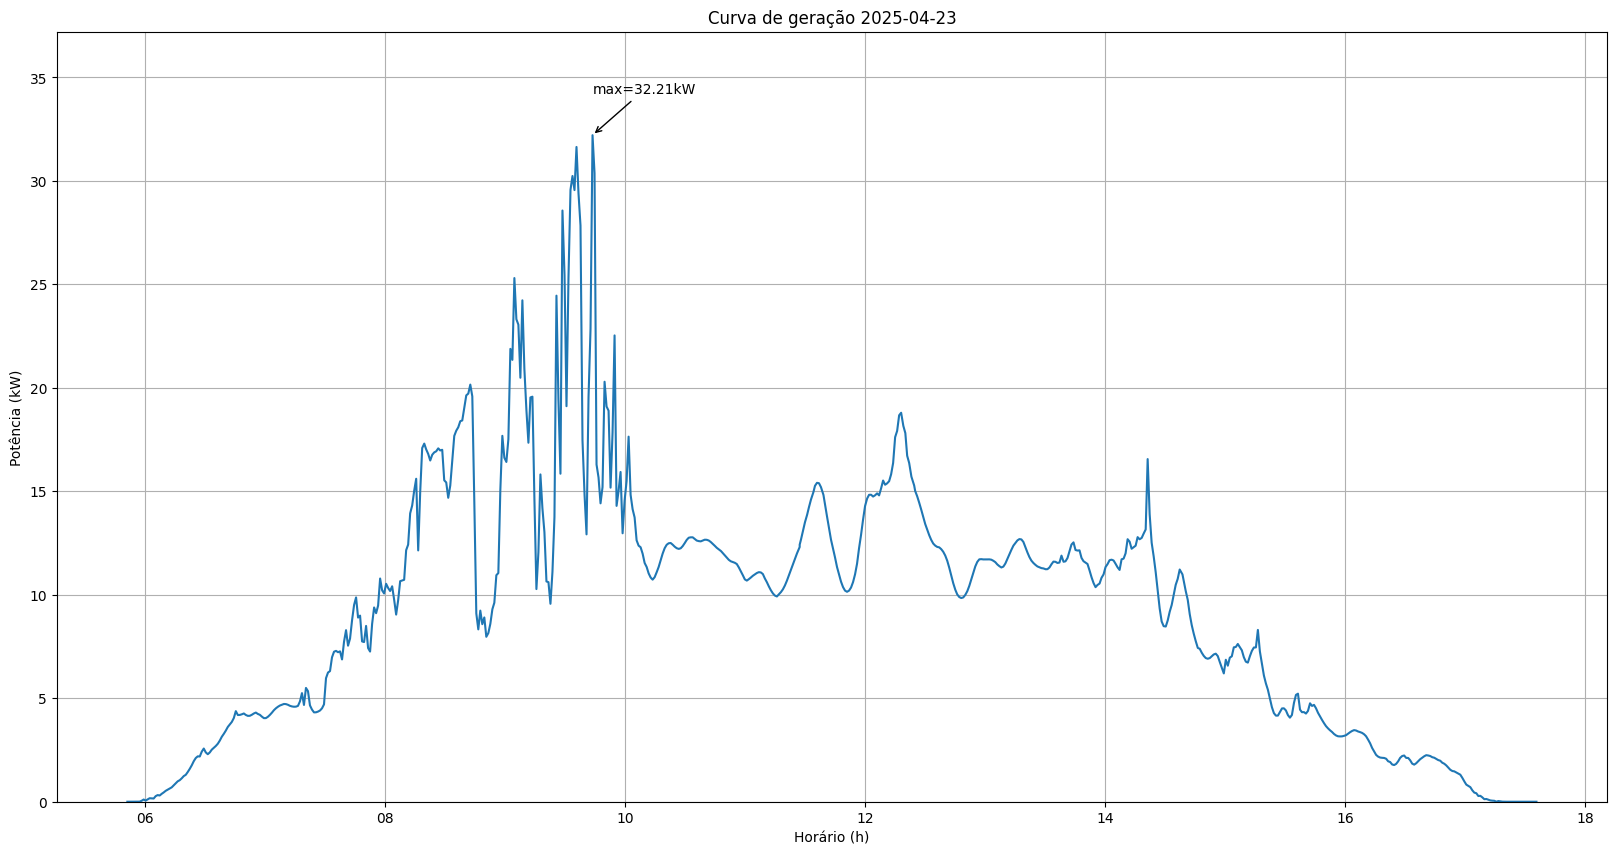 Curva de geração 2025-04-23
max=32.21kW
35
30
25
20
15
10
5
0
Potência (kW)
06 08 10 12 14 16 18
Horário (h)